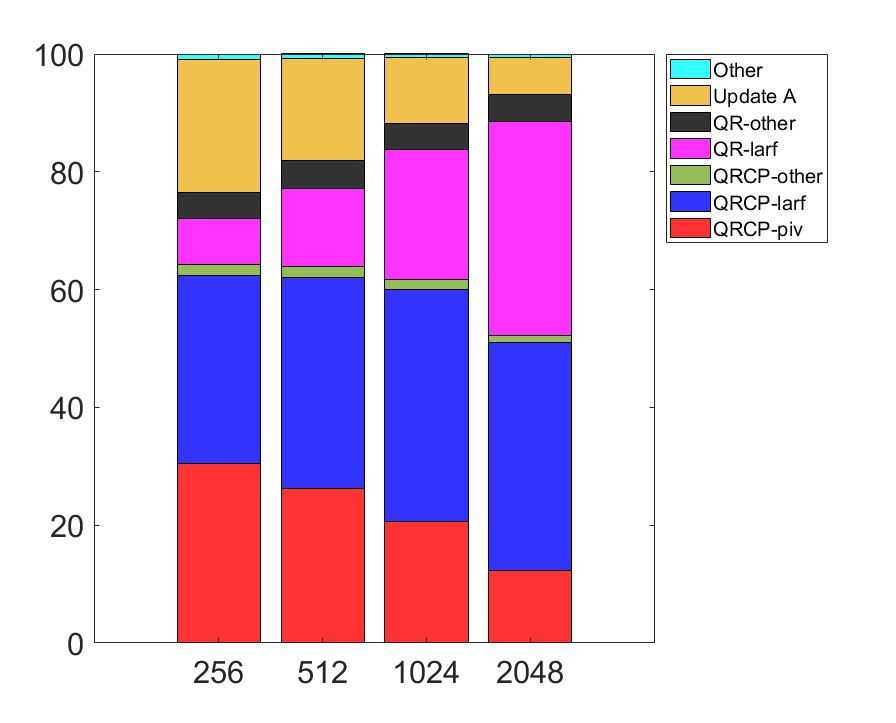 100
80
60
40
20
0
256 512 1024 2048
Other
Update A
QR-other
QR-larf
QRCP-other
QRCP-larf
QRCP-piv